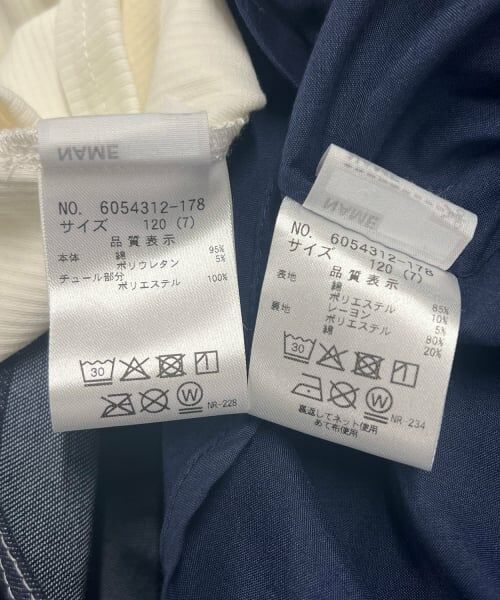 NAME
NO. 6054312-178
サイズ 120 (7)
品質表示
本体 綿 95%
ポリウレタン 5%
チュール部分
ポリエステル 100%
30
NR-228
NAME
NO. 6054312-178
サイズ 120 (7)
品質表示
表地 綿 85%
ポリエステル 10%
レーヨン 5%
裏地 ポリエステル 80%
綿 20%
30
W
NR-234
裏返してネット使用
あて布使用
W